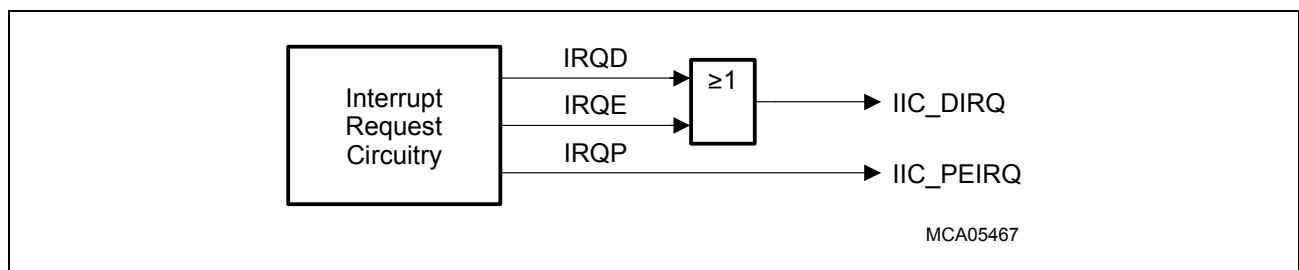 IRQD
≥1
Interrupt
Request
Circuitry
IRQE
IIC_DIRQ
IRQP
IIC_PEIRQ
MCA05467